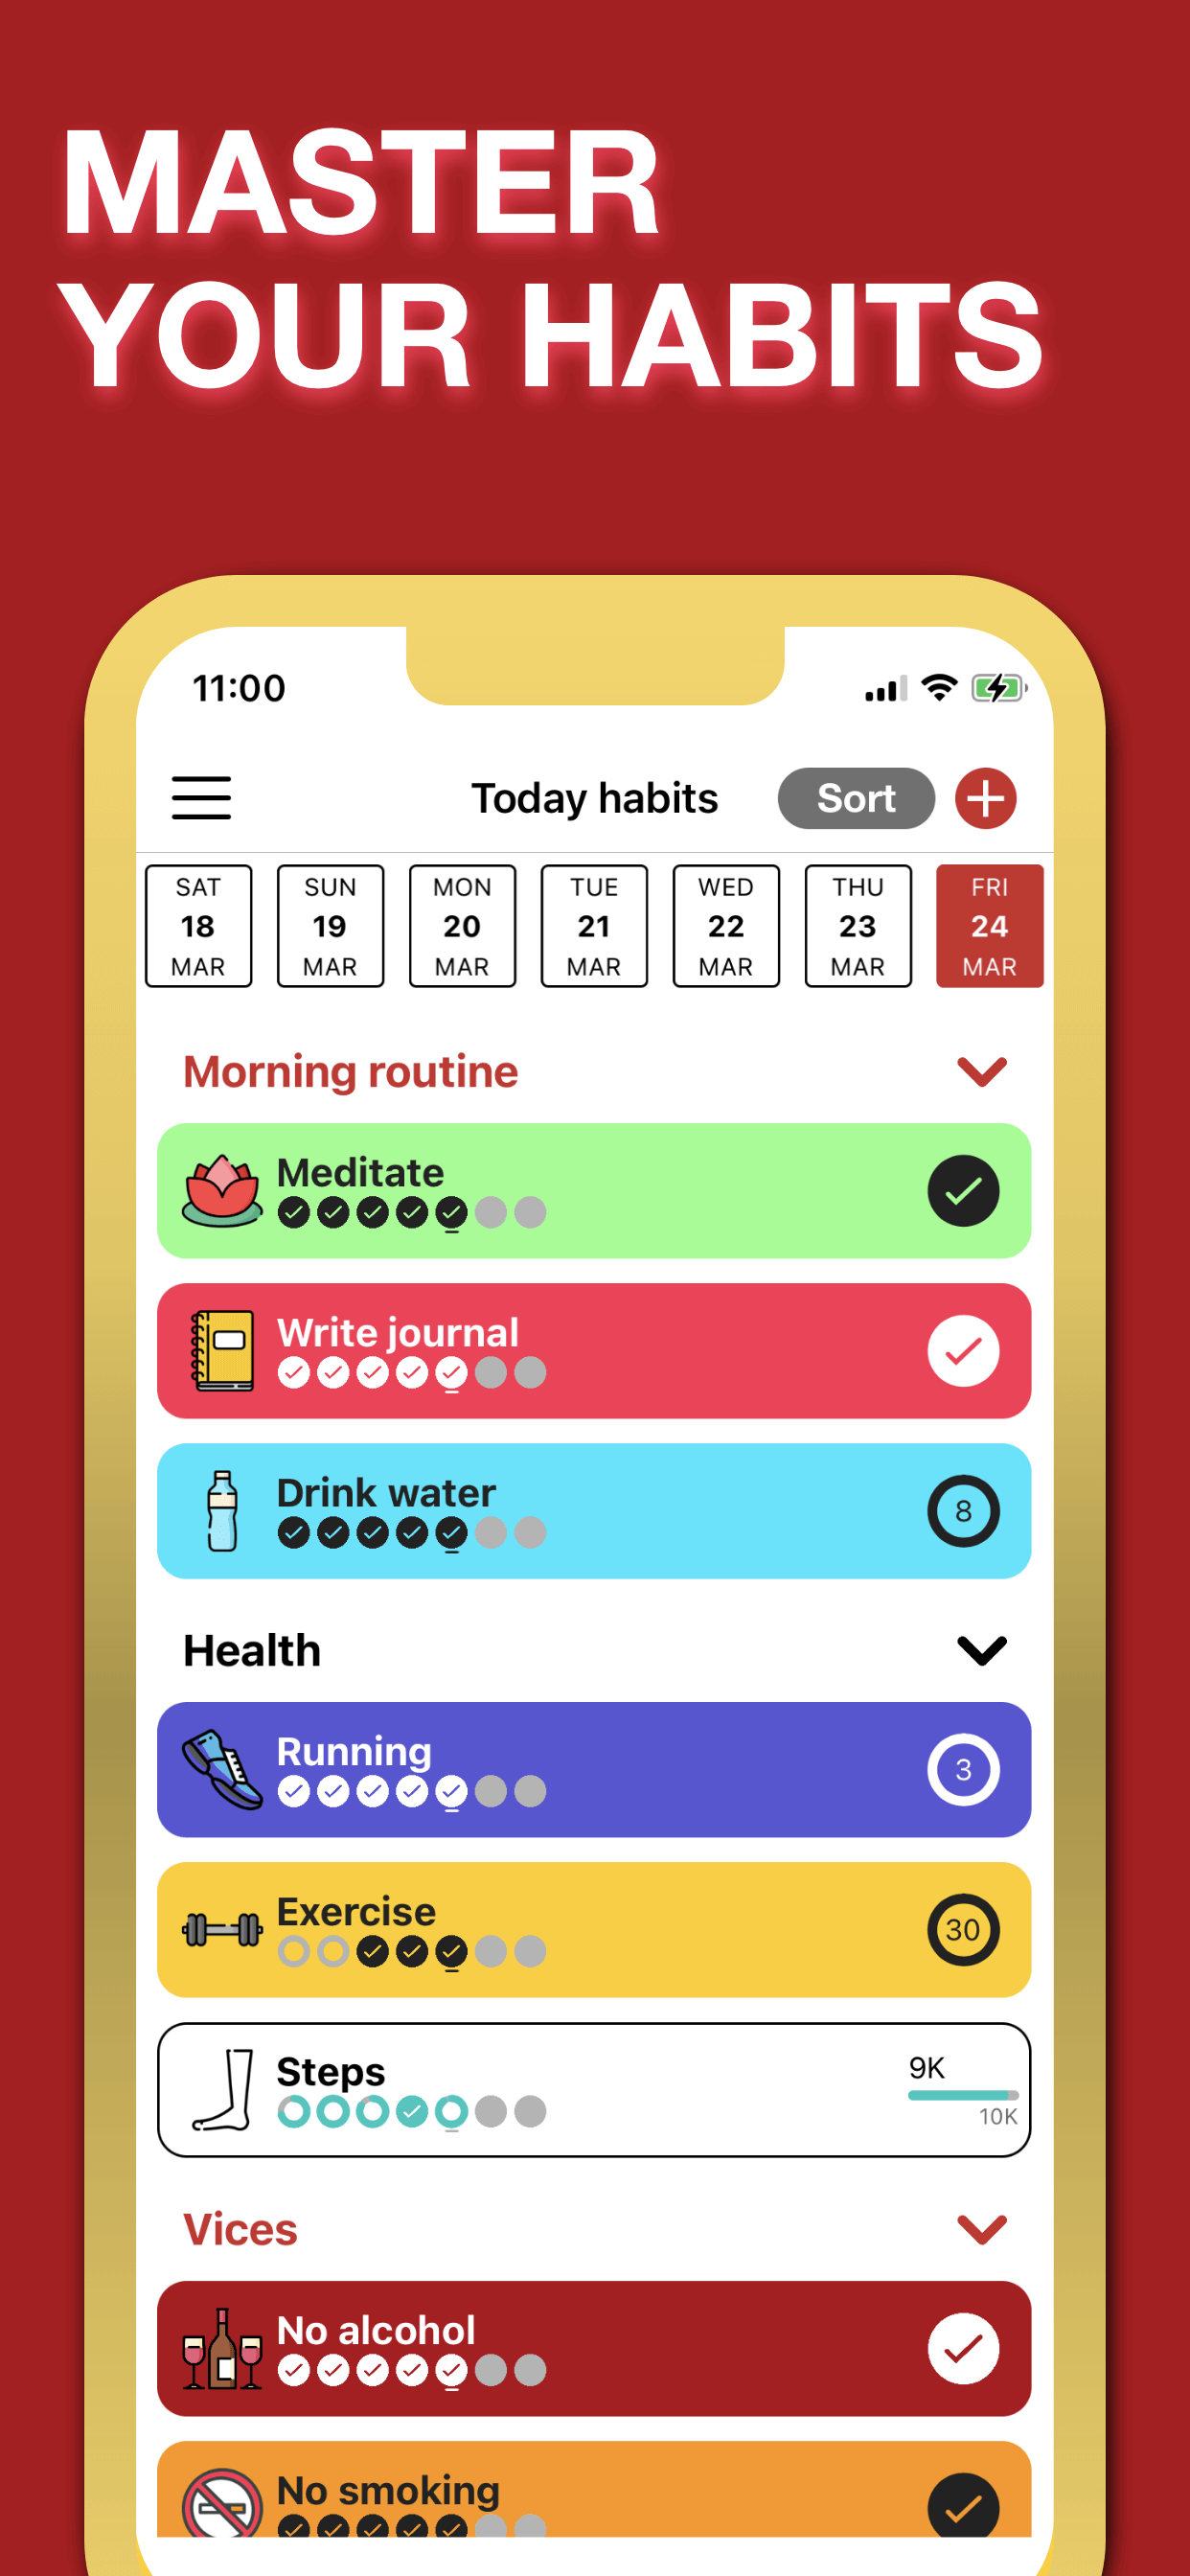 MASTER
YOUR HABITS
11:00
Today habits Sort
SAT SUN MON TUE WED THU FRI
18 19 20 21 22 23 24
MAR MAR MAR MAR MAR MAR MAR
Morning routine
Meditate
Write journal
Drink water
8
Health
Running
3
Exercise
30
Steps
9K
10K
Vices
No alcohol
No smoking